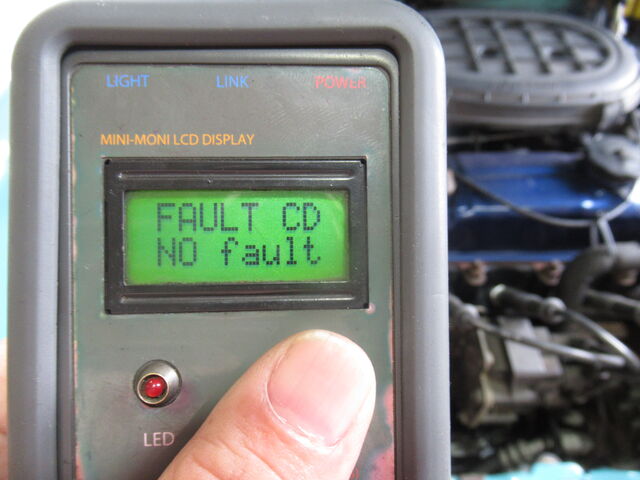 LIGHT LINK POWER
MINI-MONI LCD DISPLAY
FAULT CD
NO fault
LED